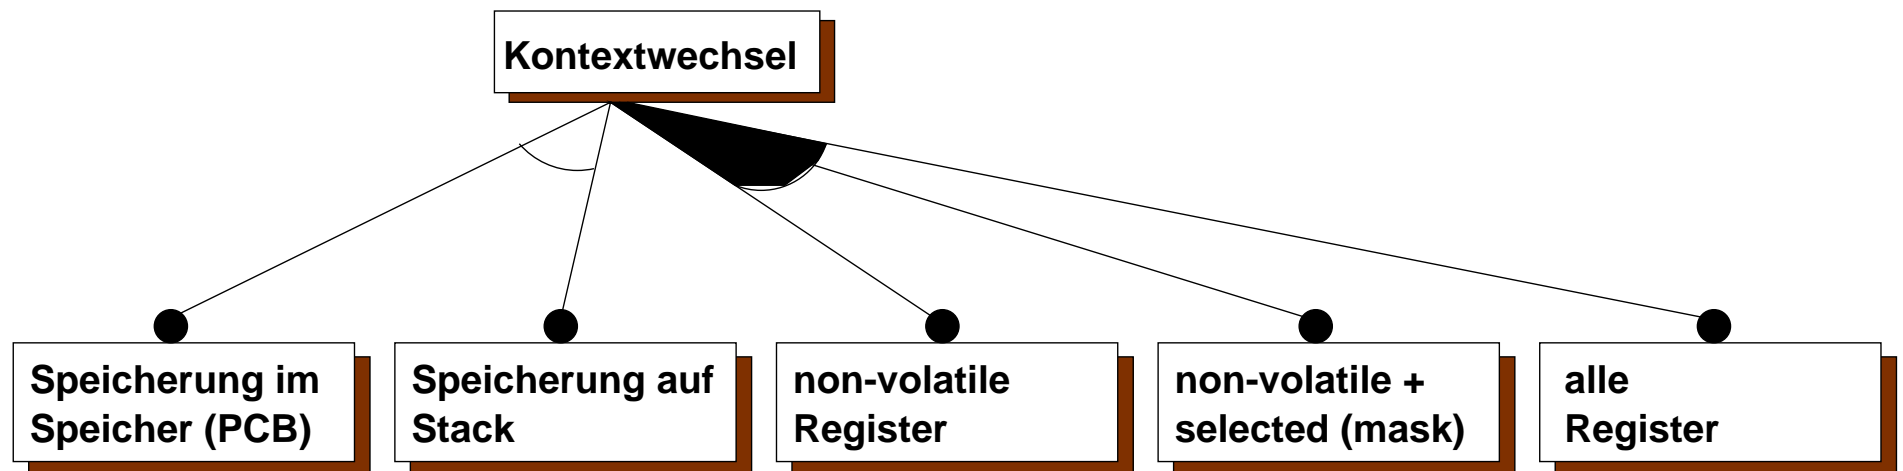 Kontextwechsel
Speicherung im
Speicher (PCB)
Speicherung auf
Stack
non-volatile
Register
non-volatile +
selected (mask)
alle
Register